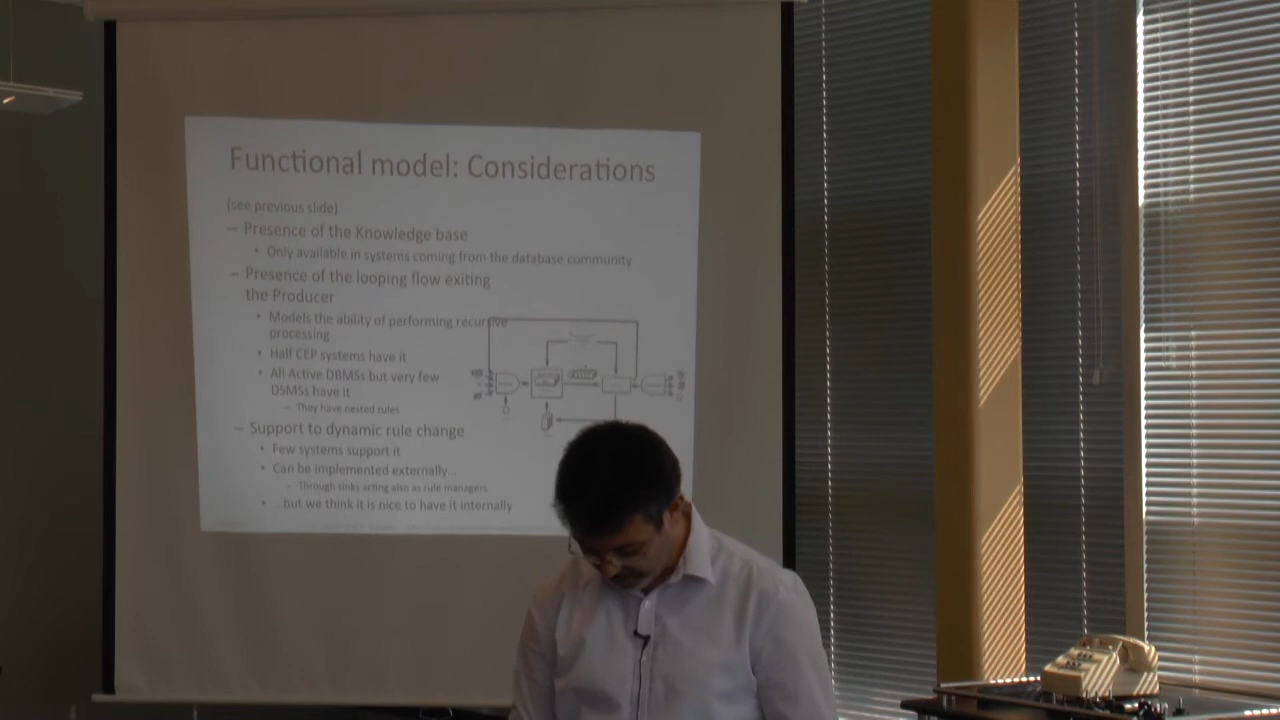 Functional model: Considerations
(see previous slide)
– Presence of the Knowledge base
• Only available in systems coming from the database community
– Presence of the looping flow exiting
the Producer
• Models the ability of performing recursive
processing
• Half CEP systems have it
• All Active DBMSs but very few
DSMSs have it
– They have nested rules
– Support to dynamic rule change
• Few systems support it
• Can be implemented externally…
– Through sinks acting also as rule managers
• …but we think it is nice to have it internally